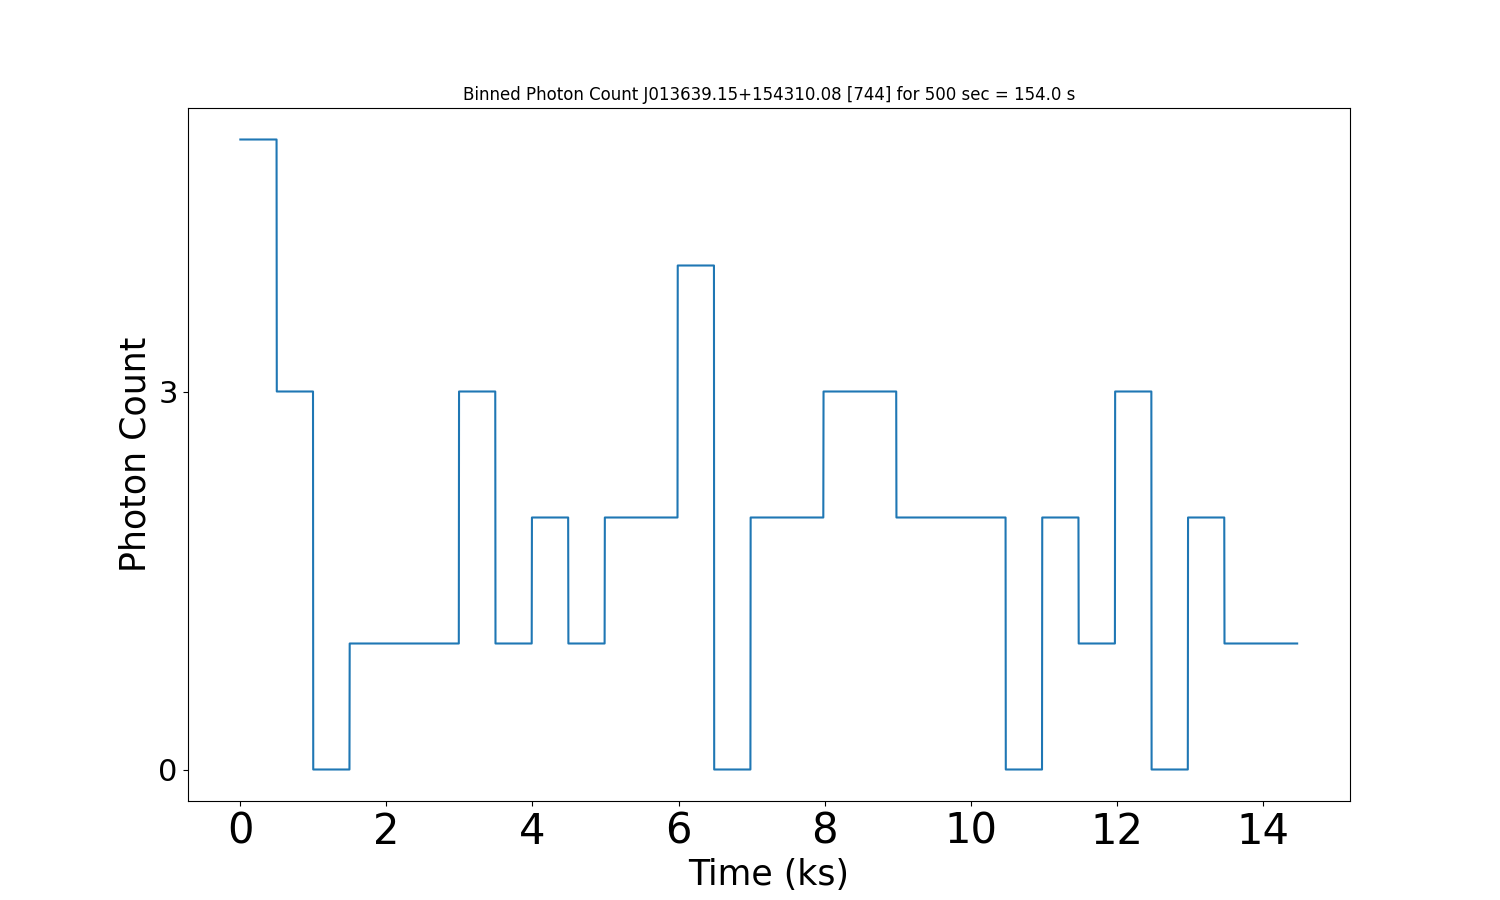 Binned Photon Count J013639.15+154310.08 [744] for 500 sec = 154.0 s
Photon Count
3
0
0 2 4 6 8 10 12 14
Time (ks)